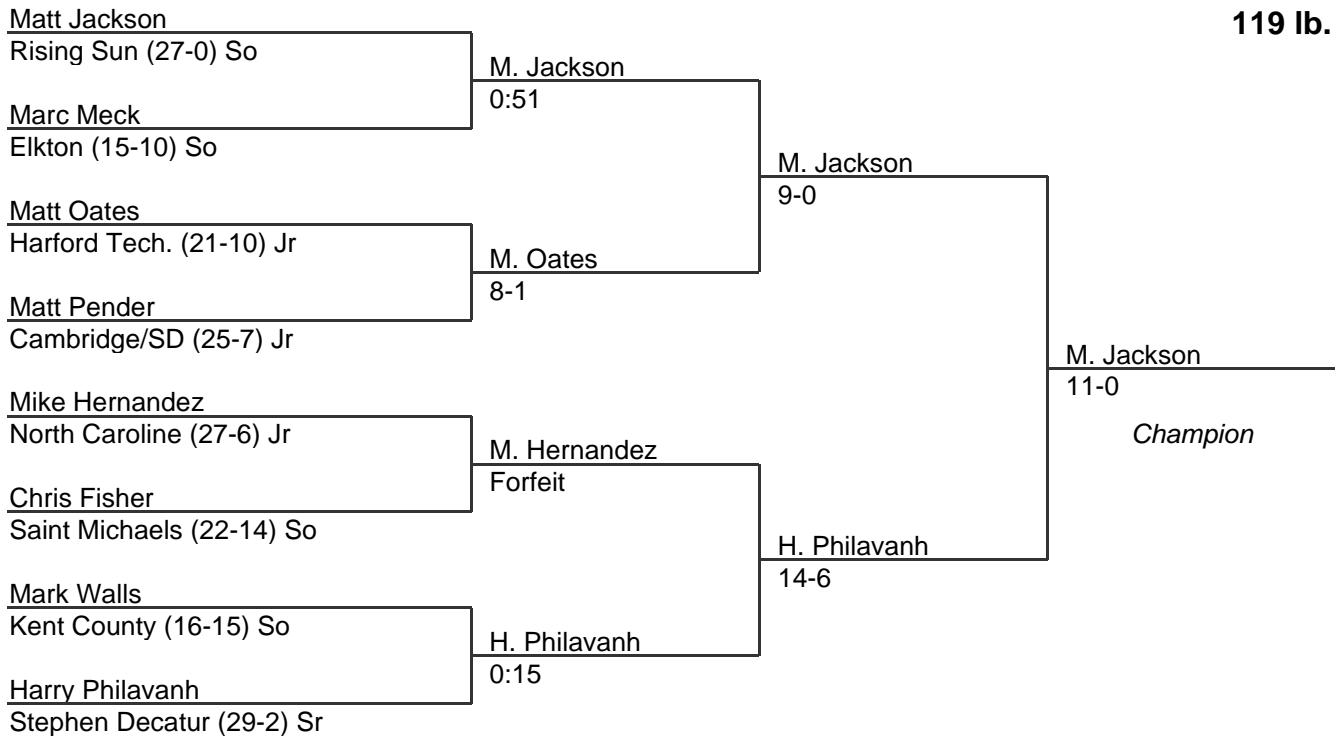 119 lb.
Matt Jackson
Rising Sun (27-0) So
M. Jackson
0:51
Marc Meck
Elkton (15-10) So
M. Jackson
9-0
Matt Oates
Harford Tech. (21-10) Jr
M. Oates
8-1
Matt Pender
Cambridge/SD (25-7) Jr
M. Jackson
11-0
Champion
Mike Hernandez
North Caroline (27-6) Jr
M. Hernandez
Forfeit
Chris Fisher
Saint Michaels (22-14) So
H. Philavanh
14-6
Mark Walls
Kent County (16-15) So
H. Philavanh
0:15
Harry Philavanh
Stephen Decatur (29-2) Sr